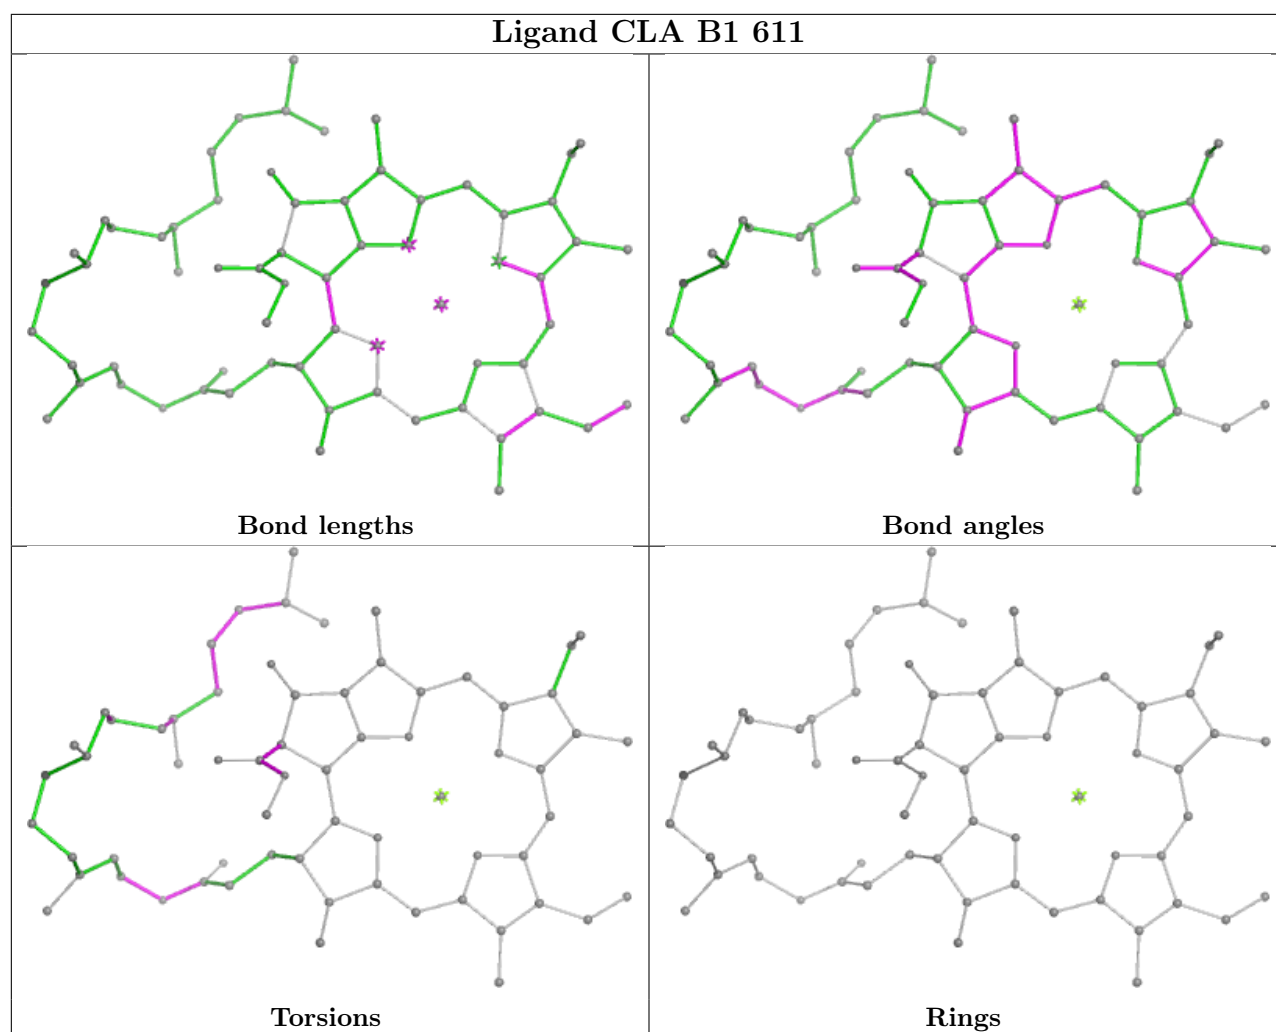 Ligand CLA B1 611
Bond lengths
Bond angles
Torsions
Rings